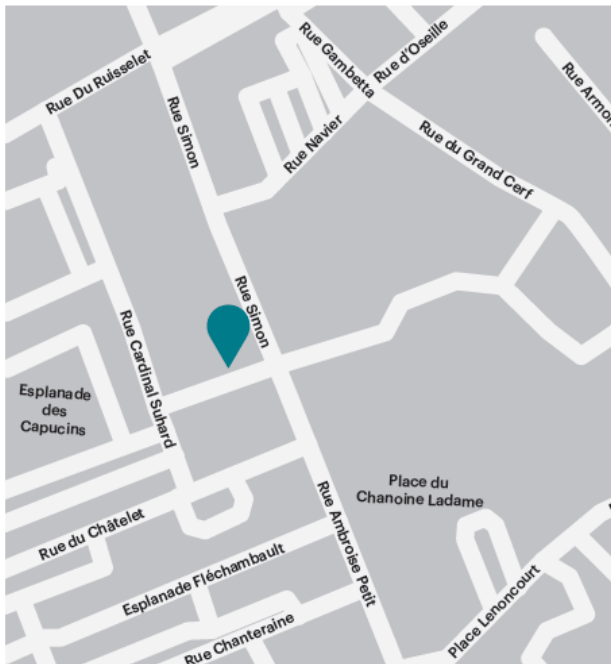 Rue Gambetta
Rue d'Oseille
Rue Du Ruisselet
Rue Simon
Rue Navier
Rue du Grand Cerf
Rue Simon
Rue Cardinal Suhard
Esplanade
des
Capucins
Place du
Chanoine Ladame
Rue du Châtelet
Rue Ambroise Petit
Esplanade Fléchambault
Place Lenoncourt
Rue Chanteraine